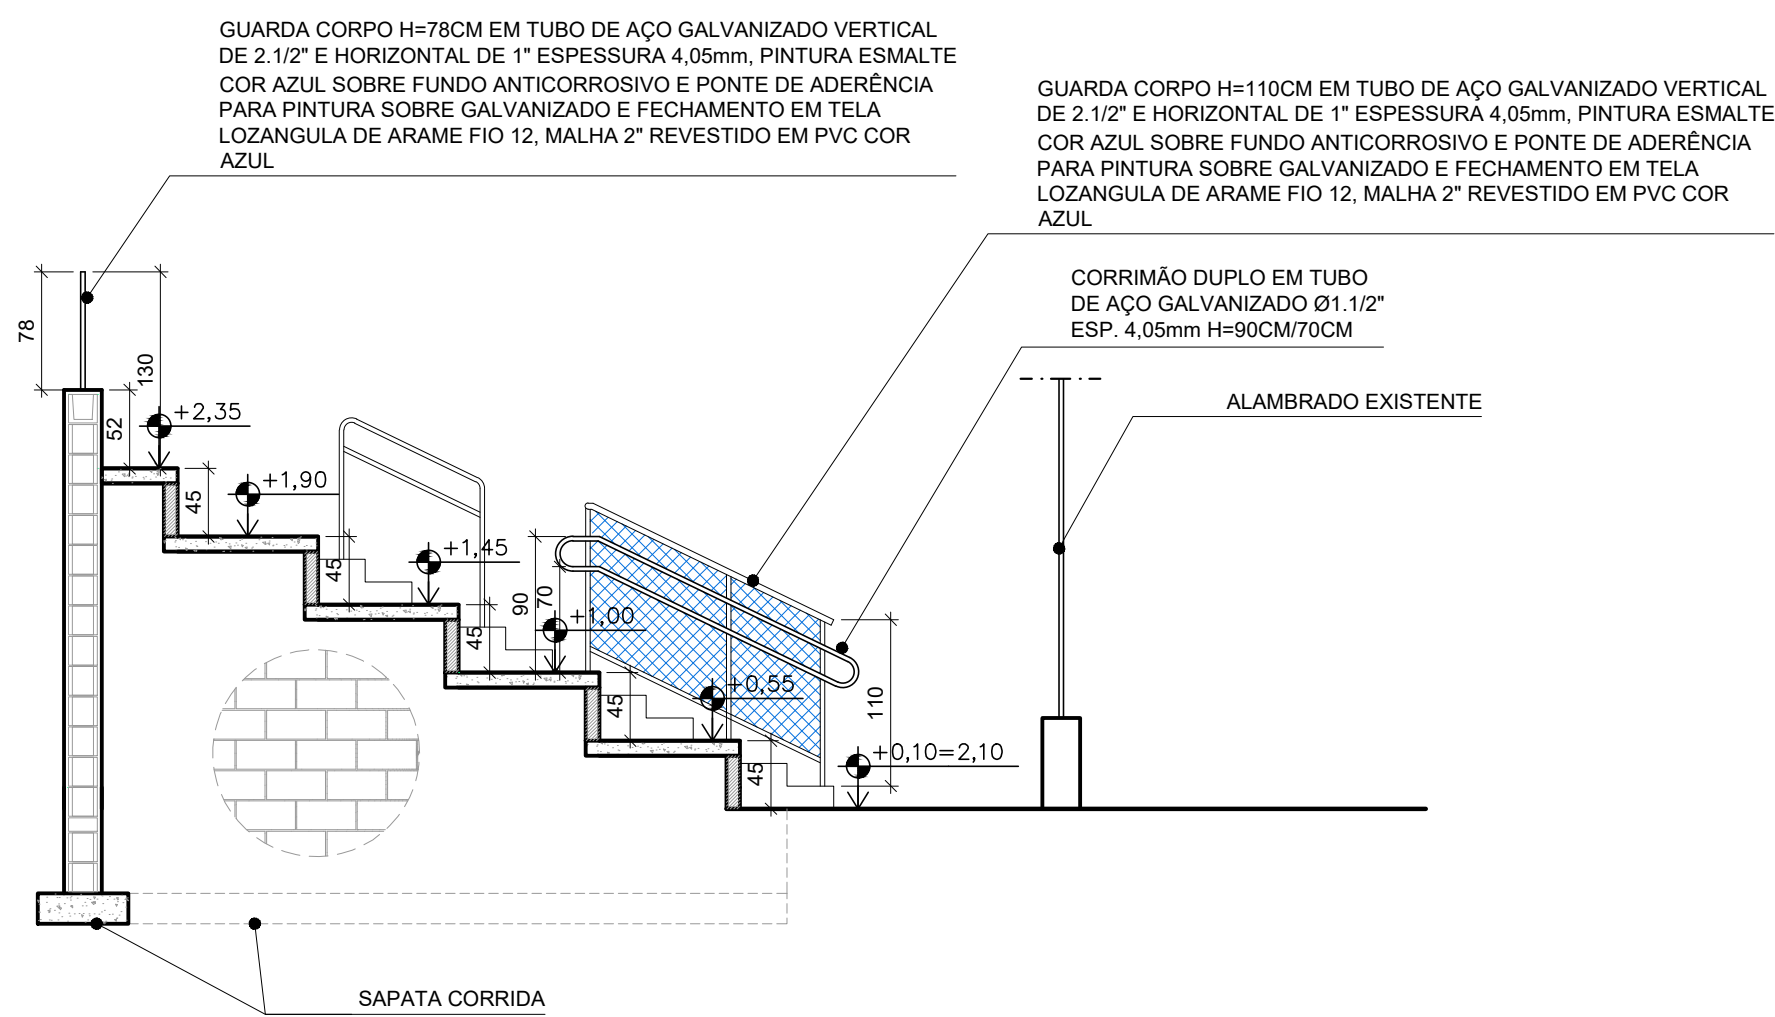 GUARDA CORPO H=78CM EM TUBO DE AÇO GALVANIZADO VERTICAL
DE 2.1/2" E HORIZONTAL DE 1" ESPESSURA 4,05mm, PINTURA ESMALTE
COR AZUL SOBRE FUNDO ANTICORROSIVO E PONTE DE ADERÊNCIA
PARA PINTURA SOBRE GALVANIZADO E FECHAMENTO EM TELA
LOZANGULA DE ARAME FIO 12, MALHA 2" REVESTIDO EM PVC COR
AZUL
GUARDA CORPO H=110CM EM TUBO DE AÇO GALVANIZADO VERTICAL
DE 2.1/2" E HORIZONTAL DE 1" ESPESSURA 4,05mm, PINTURA ESMALTE
COR AZUL SOBRE FUNDO ANTICORROSIVO E PONTE DE ADERÊNCIA
PARA PINTURA SOBRE GALVANIZADO E FECHAMENTO EM TELA
LOZANGULA DE ARAME FIO 12, MALHA 2" REVESTIDO EM PVC COR
AZUL
CORRIMÃO DUPLO EM TUBO
DE AÇO GALVANIZADO Ø1.1/2"
ESP. 4,05mm H=90CM/70CM
ALAMBRADO EXISTENTE
78
130
52
+2,35
45
+1,90
45
+1,45
45
90
70
+1,00
45
+0,55
45
110
+0,10=2,10
SAPATA CORRIDA